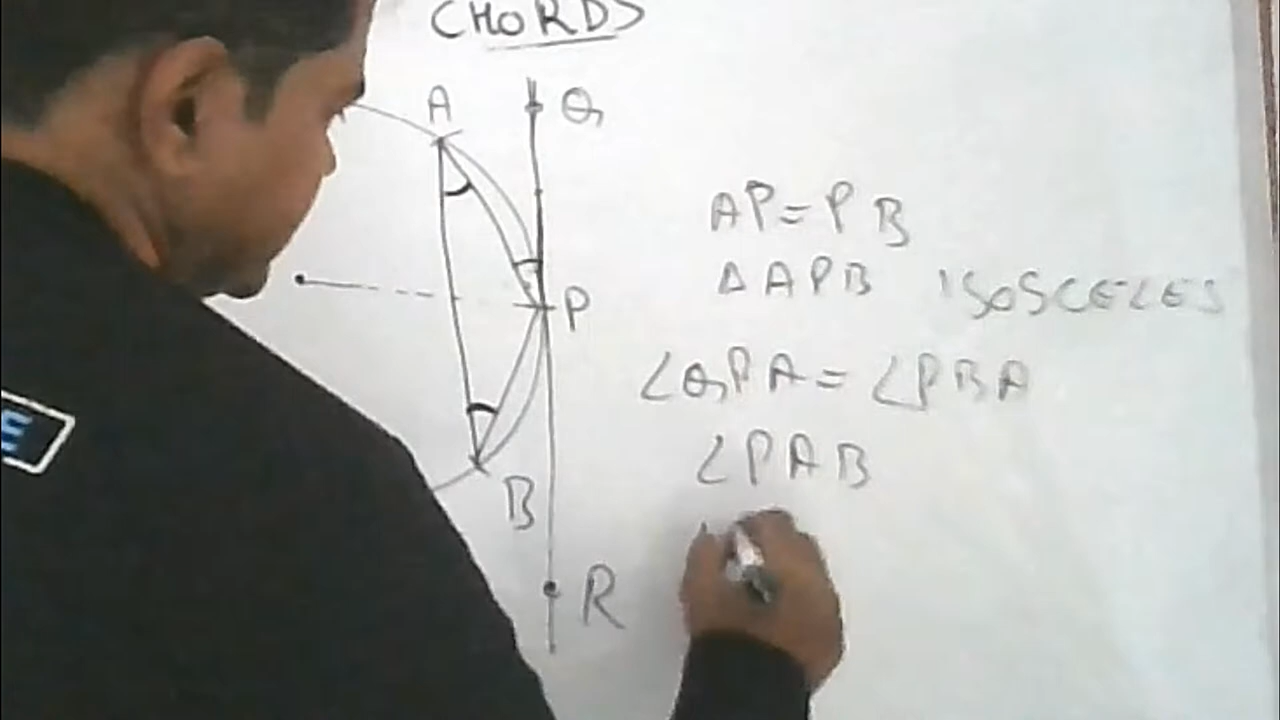 CHORDS
A
Q
P
B
R
AP = PB
Δ APB ISOSCELES
∠QPA = ∠PBA
∠PAB
E